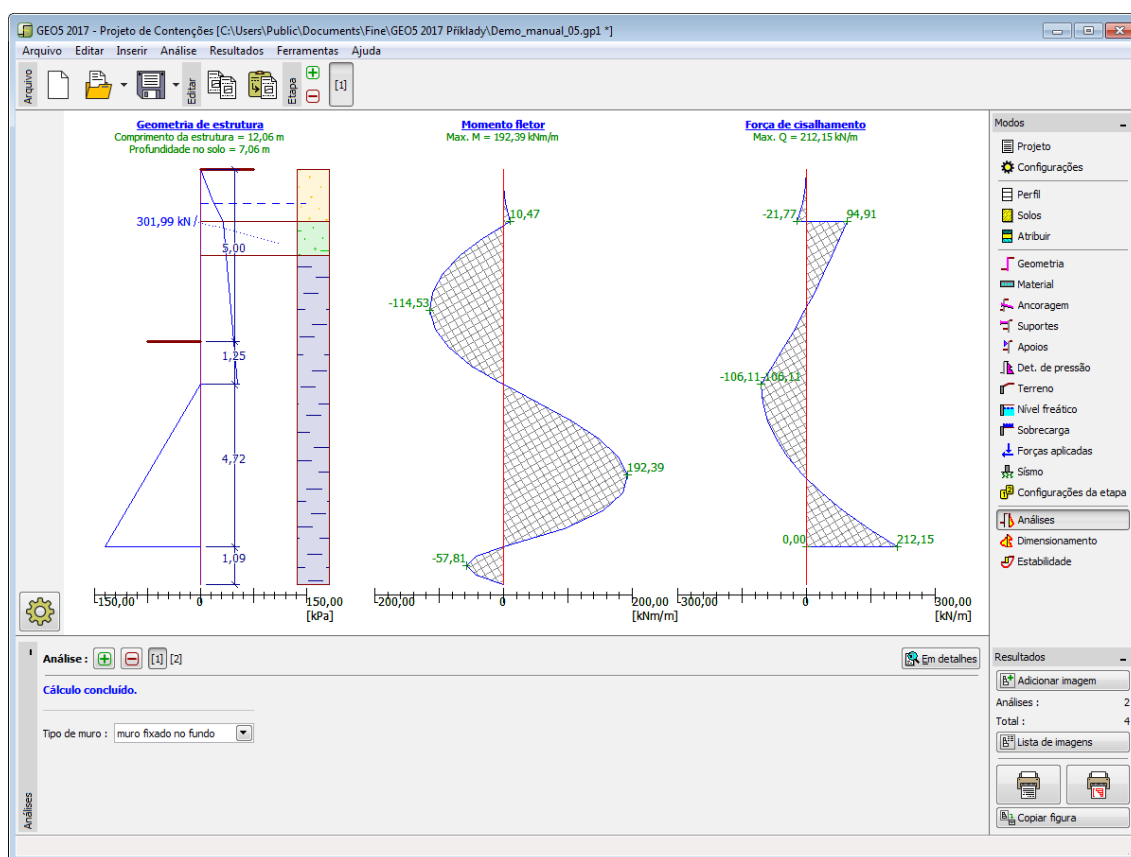 GEO5 2017 - Projeto de Contenções [C:\Users\Public\Documents\Fine\GEO5 2017 Příklady\Demo_manual_05.gp1 *]
Arquivo Editar Inserir Análise Resultados Ferramentas Ajuda
Arquivo
Editar
Etapa
[1]
Geometria de estrutura
Comprimento da estrutura = 12,06 m
Profundidade no solo = 7,06 m
301,99 kN /
5,00
1,25
4,72
1,09
-150,00 0 150,00
[kPa]
Momento fletor
Max. M = 192,39 kNm/m
10,47
-114,53
192,39
-57,81
-200,00 0 200,00
[kNm/m]
Força de cisalhamento
Max. Q = 212,15 kN/m
-21,77 94,91
-106,11 -106,11
0,00 212,15
-300,00 0 300,00
[kN/m]
Modos
Projeto
Configurações
Perfil
Solos
Atribuir
Geometria
Material
Ancoragem
Suportes
Apoios
Det. de pressão
Terreno
Nível freático
Sobrecarga
Forças aplicadas
Sísmo
Configurações da etapa
Análises
Dimensionamento
Estabilidade
Análises
Análise : [1] [2]
Em detalhes
Cálculo concluído.
Tipo de muro : muro fixado no fundo
Resultados
Adicionar imagem
Análises : 2
Total : 4
Lista de imagens
Copiar figura